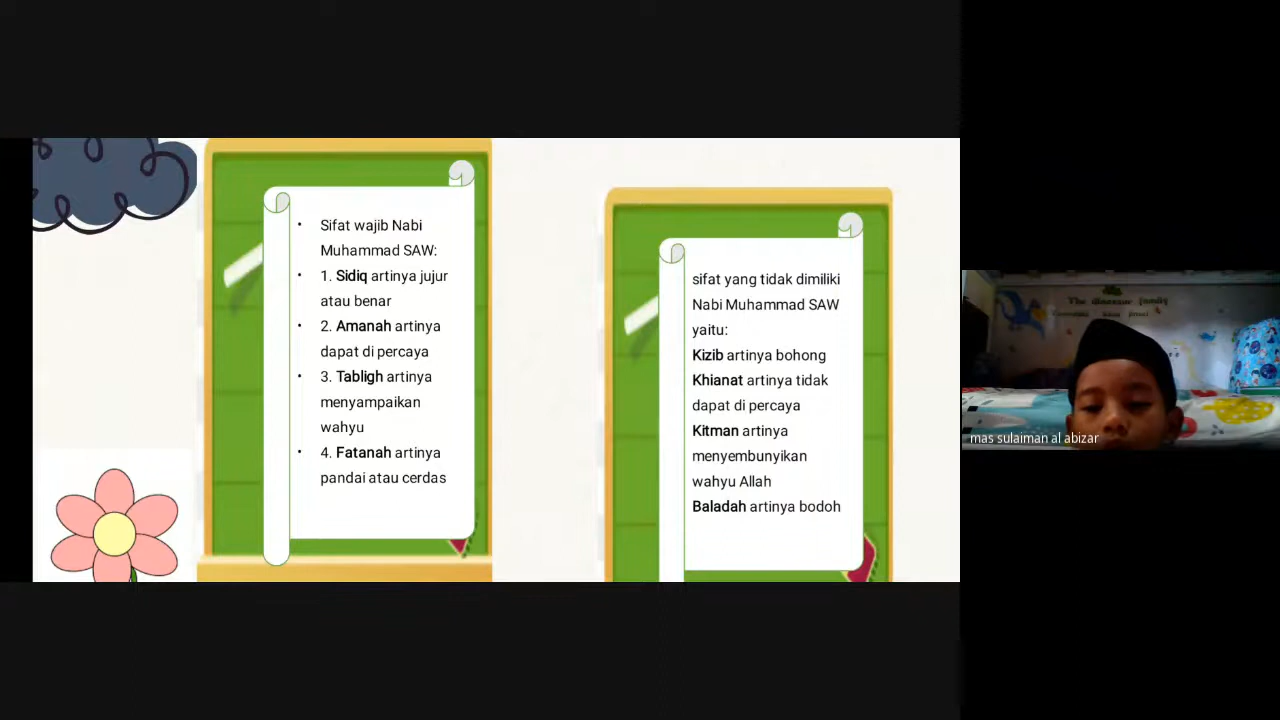 • Sifat wajib Nabi
Muhammad SAW:
• 1. Sidiq artinya jujur
atau benar
• 2. Amanah artinya
dapat di percaya
• 3. Tabligh artinya
menyampaikan
wahyu
• 4. Fatanah artinya
pandai atau cerdas
sifat yang tidak dimiliki
Nabi Muhammad SAW
yaitu:
Kizib artinya bohong
Khianat artinya tidak
dapat di percaya
Kitman artinya
menyembunyikan
wahyu Allah
Baladah artinya bodoh
The dinosaur family
mas sulaiman al abizar